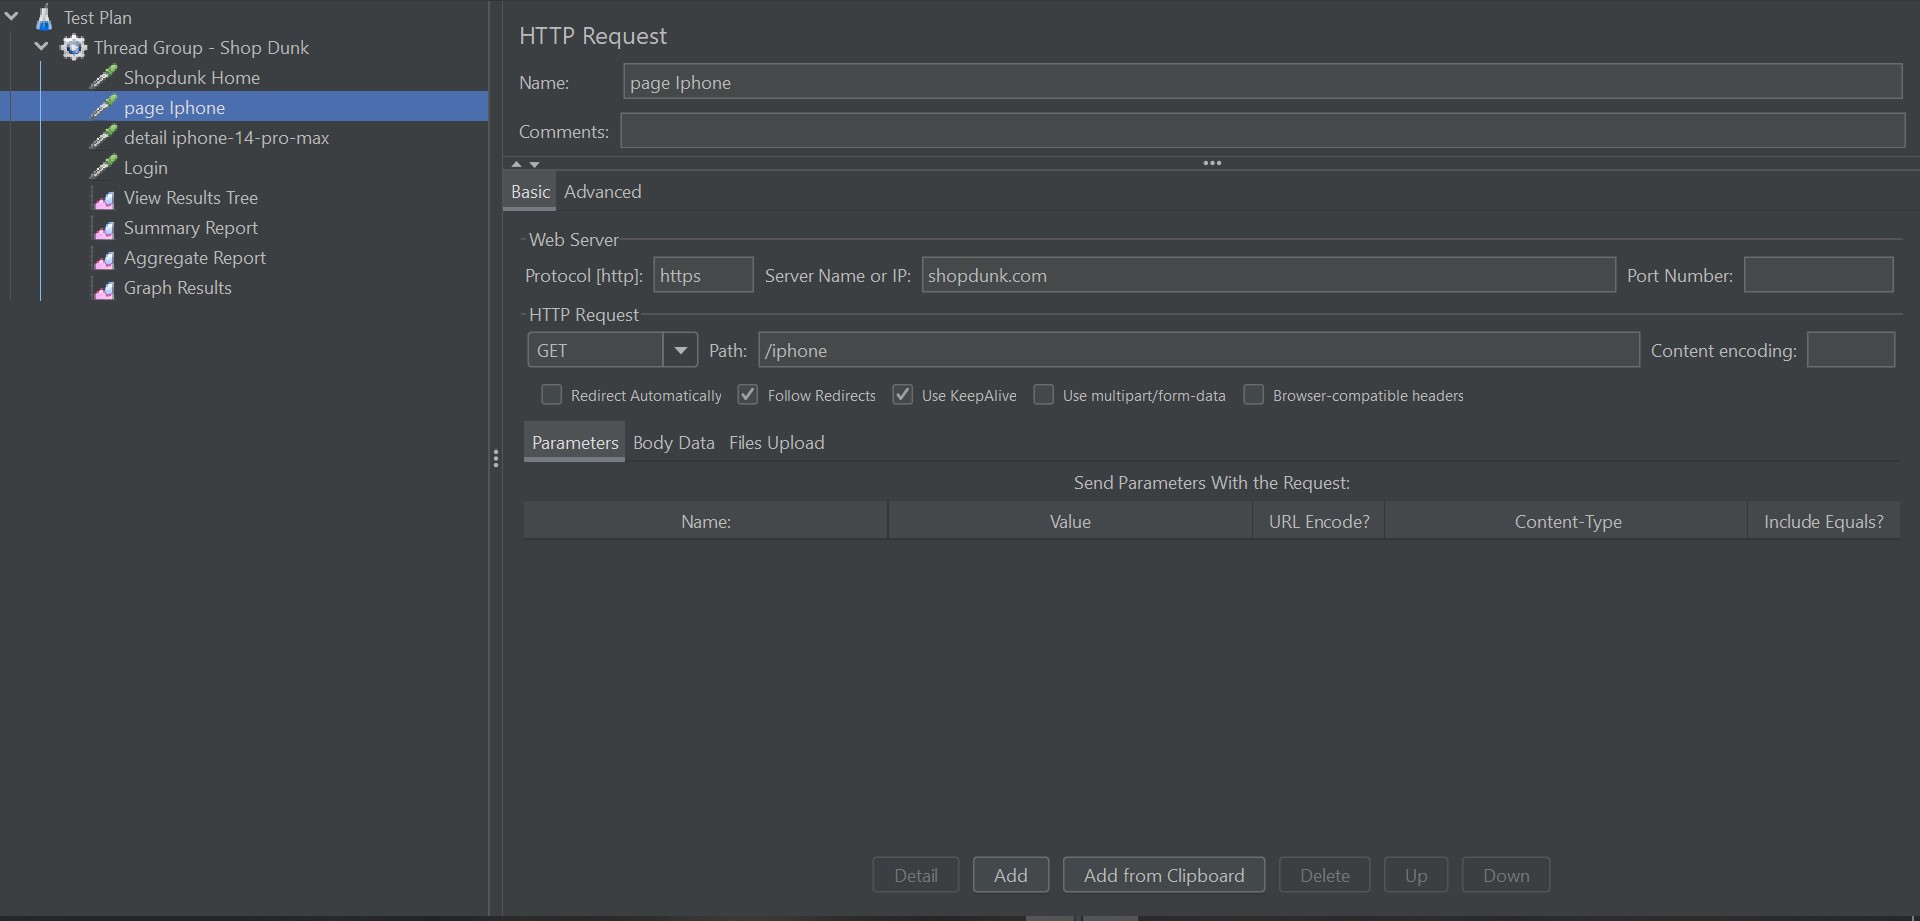 Test Plan
Thread Group - Shop Dunk
Shopdunk Home
page Iphone
detail iphone-14-pro-max
Login
View Results Tree
Summary Report
Aggregate Report
Graph Results
HTTP Request
Name: page Iphone
Comments:
Basic Advanced
Web Server
Protocol [http]: https Server Name or IP: shopdunk.com Port Number:
HTTP Request
GET Path: /iphone Content encoding:
Redirect Automatically Follow Redirects Use KeepAlive Use multipart/form-data Browser-compatible headers
Parameters Body Data Files Upload
Send Parameters With the Request:
Name: Value URL Encode? Content-Type Include Equals?
Detail Add Add from Clipboard Delete Up Down